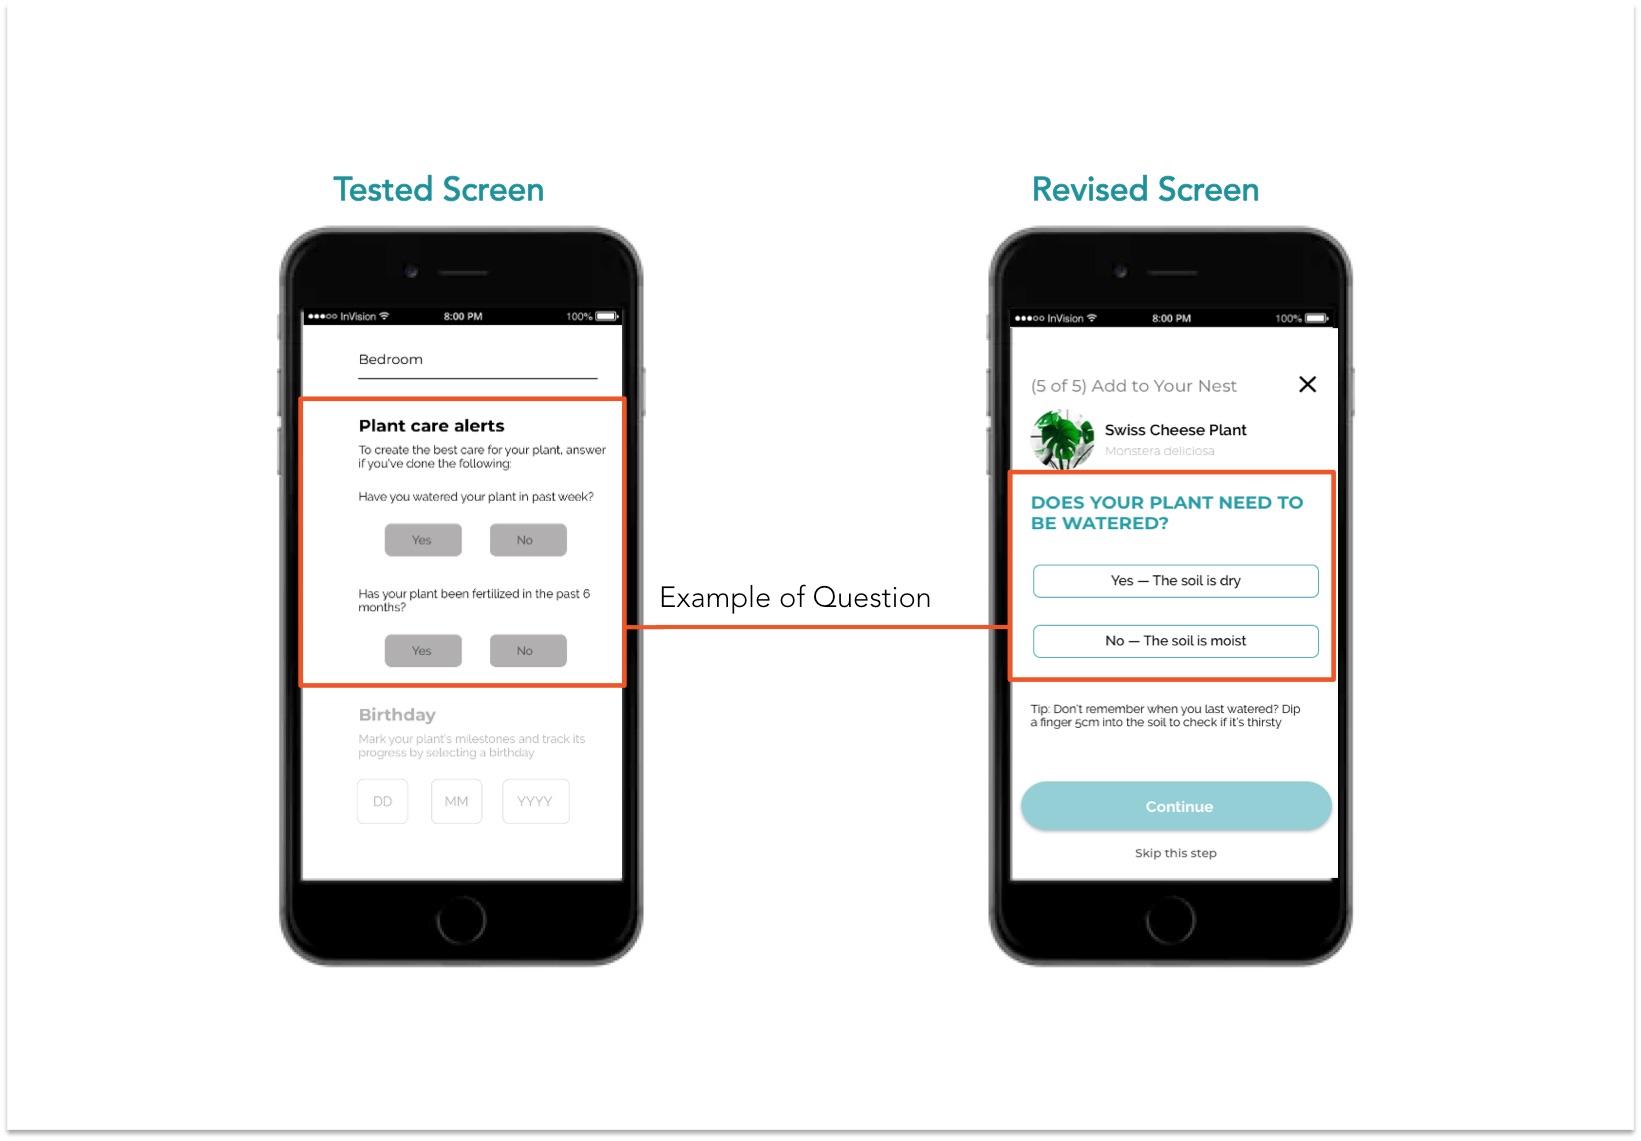 Tested Screen
InVision
8:00 PM
100%
Bedroom
Plant care alerts
To create the best care for your plant, answer
if you've done the following:
Have you watered your plant in past week?
Yes
No
Has your plant been fertilized in the past 6
months?
Yes
No
Birthday
Mark your plant's milestones and track its
progress by selecting a birthday
DD
MM
YYYY
Example of Question
Revised Screen
InVision
8:00 PM
100%
(5 of 5) Add to Your Nest
Swiss Cheese Plant
Monstera deliciosa
DOES YOUR PLANT NEED TO
BE WATERED?
Yes — The soil is dry
No — The soil is moist
Tip: Don't remember when you last watered? Dip
a finger 5cm into the soil to check if it's thirsty
Continue
Skip this step